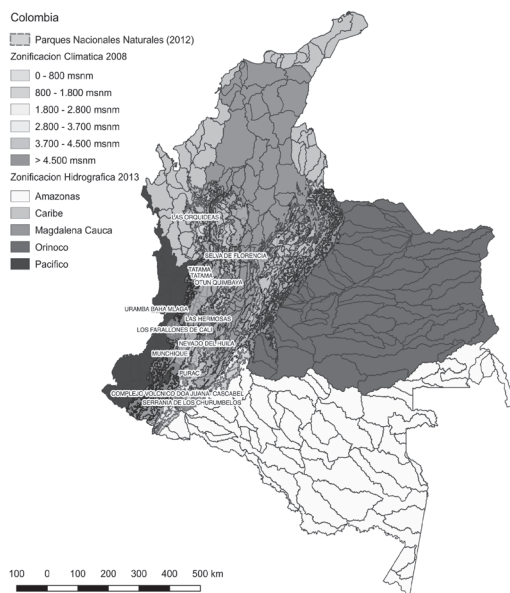 Colombia
Parques Nacionales Naturales (2012)
Zonificacion Climatica 2008
0 - 800 msnm
800 - 1.800 msnm
1.800 - 2.800 msnm
2.800 - 3.700 msnm
3.700 - 4.500 msnm
> 4.500 msnm
Zonificacion Hidrografica 2013
Amazonas
Caribe
Magdalena Cauca
Orinoco
Pacifico
LAS ORQUIDEAS
SELVA DE FLORENCIA
TATAMA
TATAMA
OTUN QUIMBAYA
URAMBA BAHA MLAGA
LAS HERMOSAS
LOS FARALLONES DE CALI
NEVADO DEL HUILA
MUNCHIQUE
PURAC
COMPLEJO VOLCNICO DOA JUANA- CASCABEL
SERRANIA DE LOS CHURUMBELOS
100 0 100 200 300 400 500 km